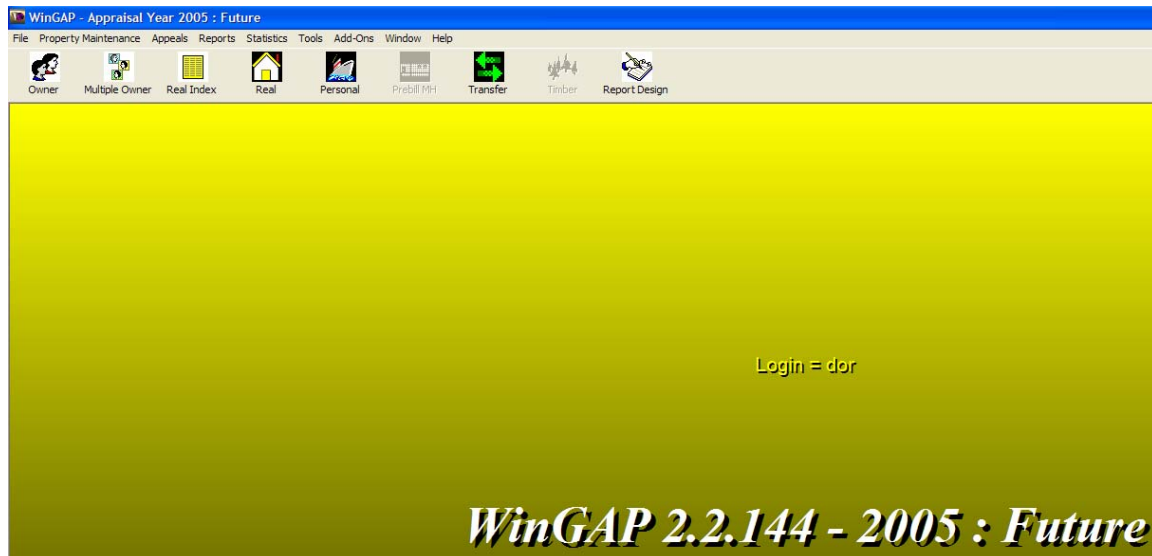 WinGAP - Appraisal Year 2005 : Future
File Property Maintenance Appeals Reports Statistics Tools Add-Ons Window Help
Owner Multiple Owner Real Index Real Personal Prebill MH Transfer Timber Report Design
Login = dor
WinGAP 2.2.144 - 2005 : Future